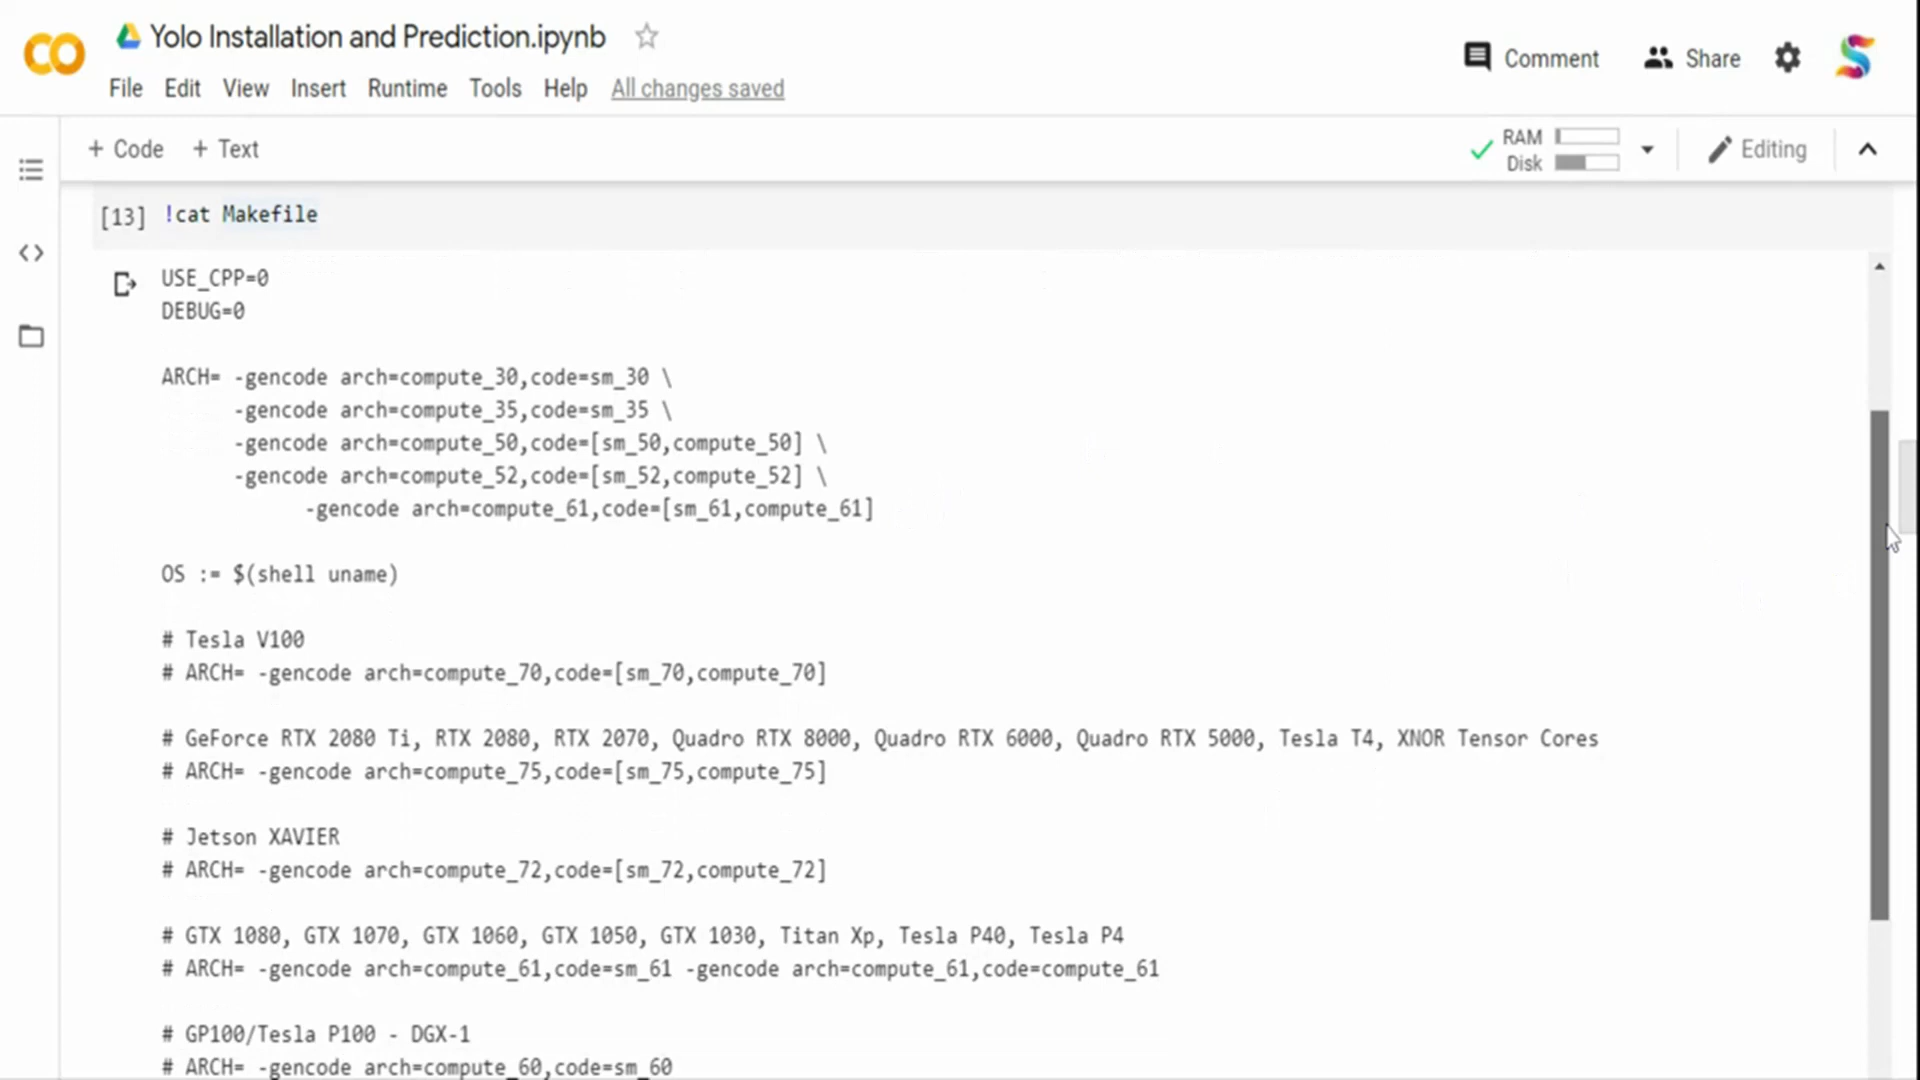 Yolo Installation and Prediction.ipynb
File Edit View Insert Runtime Tools Help All changes saved
Comment Share
+ Code + Text
RAM
Disk
Editing
[13] !cat Makefile
USE_CPP=0
DEBUG=0
ARCH= -gencode arch=compute_30,code=sm_30 \
-gencode arch=compute_35,code=sm_35 \
-gencode arch=compute_50,code=[sm_50,compute_50] \
-gencode arch=compute_52,code=[sm_52,compute_52] \
-gencode arch=compute_61,code=[sm_61,compute_61]
OS := $(shell uname)
# Tesla V100
# ARCH= -gencode arch=compute_70,code=[sm_70,compute_70]
# GeForce RTX 2080 Ti, RTX 2080, RTX 2070, Quadro RTX 8000, Quadro RTX 6000, Quadro RTX 5000, Tesla T4, XNOR Tensor Cores
# ARCH= -gencode arch=compute_75,code=[sm_75,compute_75]
# Jetson XAVIER
# ARCH= -gencode arch=compute_72,code=[sm_72,compute_72]
# GTX 1080, GTX 1070, GTX 1060, GTX 1050, GTX 1030, Titan Xp, Tesla P40, Tesla P4
# ARCH= -gencode arch=compute_61,code=sm_61 -gencode arch=compute_61,code=compute_61
# GP100/Tesla P100 - DGX-1
# ARCH= -gencode arch=compute_60,code=sm_60